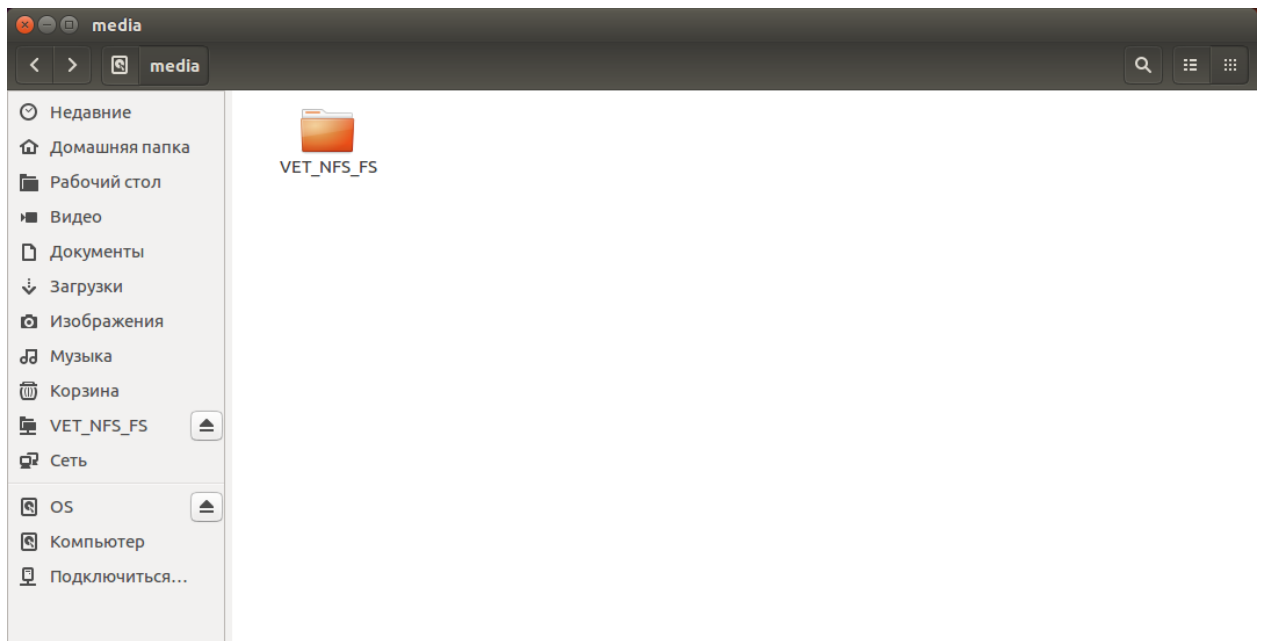 media
media
Недавние
Домашняя папка
Рабочий стол
Видео
Документы
Загрузки
Изображения
Музыка
Корзина
VET_NFS_FS
Сеть
OS
Компьютер
Подключиться...
VET_NFS_FS